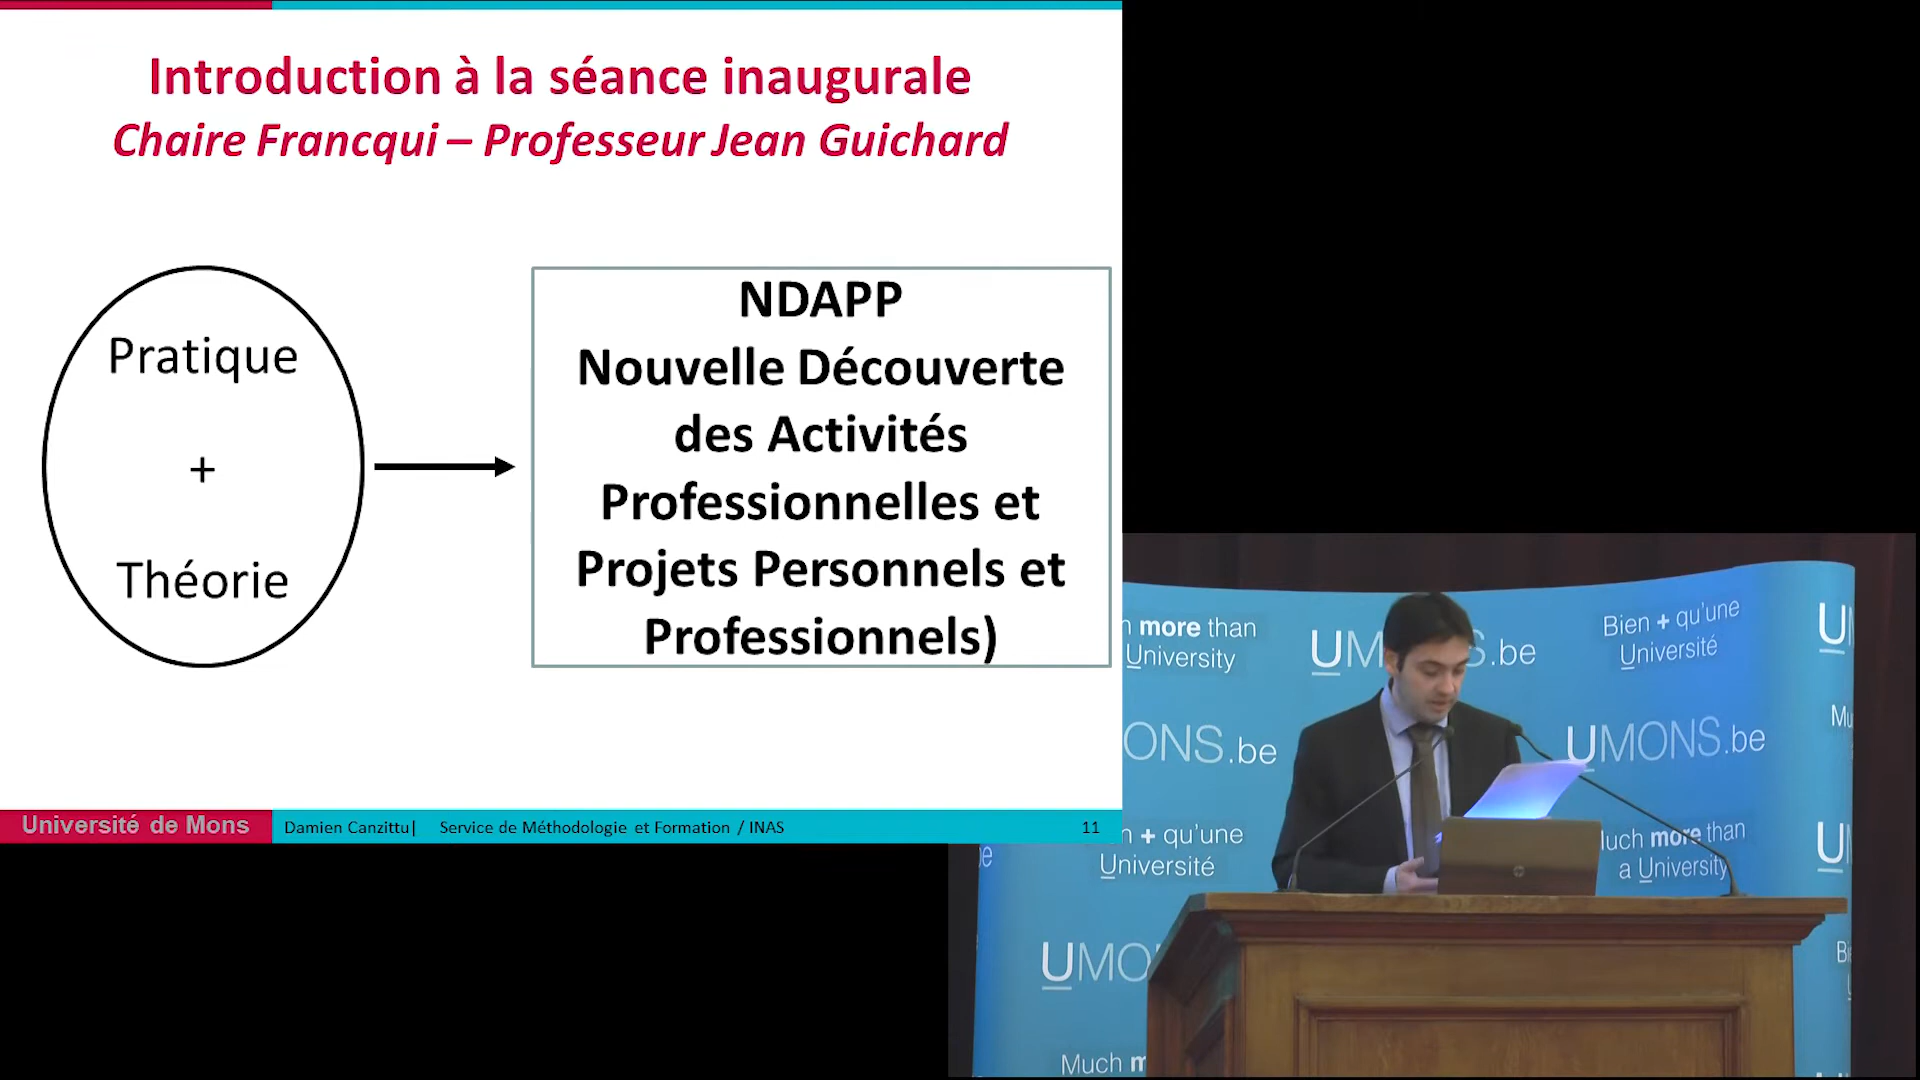 Introduction à la séance inaugurale
Chaire Francqui – Professeur Jean Guichard
Pratique
+
Théorie
NDAPP
Nouvelle Découverte
des Activités
Professionnelles et
Projets Personnels et
Professionnels)
Université de Mons
Damien Canzittu| Service de Méthodologie et Formation / INAS
11
more than
University
UM
.be
Bien + qu'une
Université
ONS.be
UMONS.be
+ qu'une
Université
more than
a University
UMO
Much